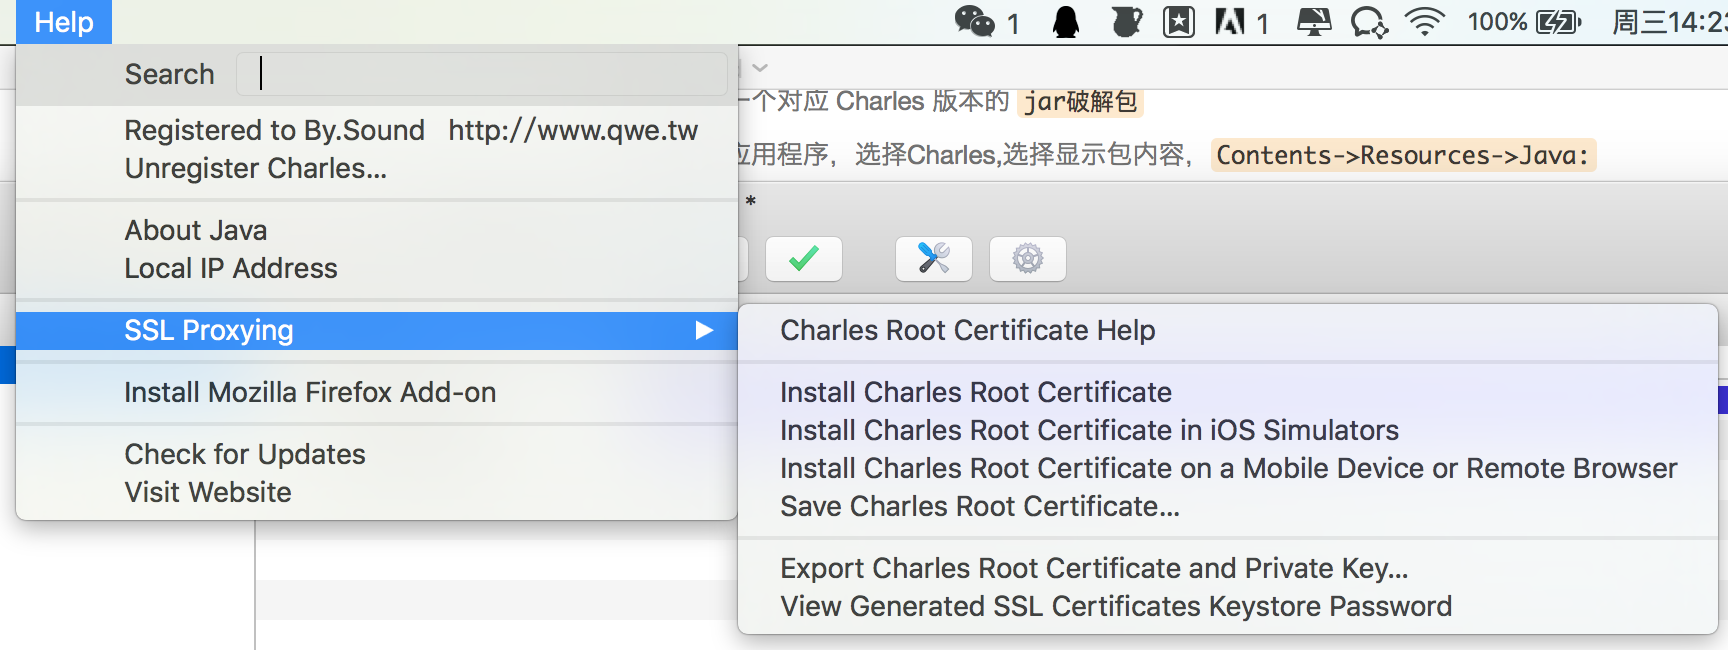 Help
1
1
100%
周三14:23
Search
Registered to By.Sound http://www.qwe.tw
Unregister Charles...
About Java
Local IP Address
SSL Proxying
Install Mozilla Firefox Add-on
Check for Updates
Visit Website
一个对应 Charles 版本的 jar破解包
应用程序，选择Charles,选择显示包内容，Contents->Resources->Java:
*
Charles Root Certificate Help
Install Charles Root Certificate
Install Charles Root Certificate in iOS Simulators
Install Charles Root Certificate on a Mobile Device or Remote Browser
Save Charles Root Certificate...
Export Charles Root Certificate and Private Key...
View Generated SSL Certificates Keystore Password